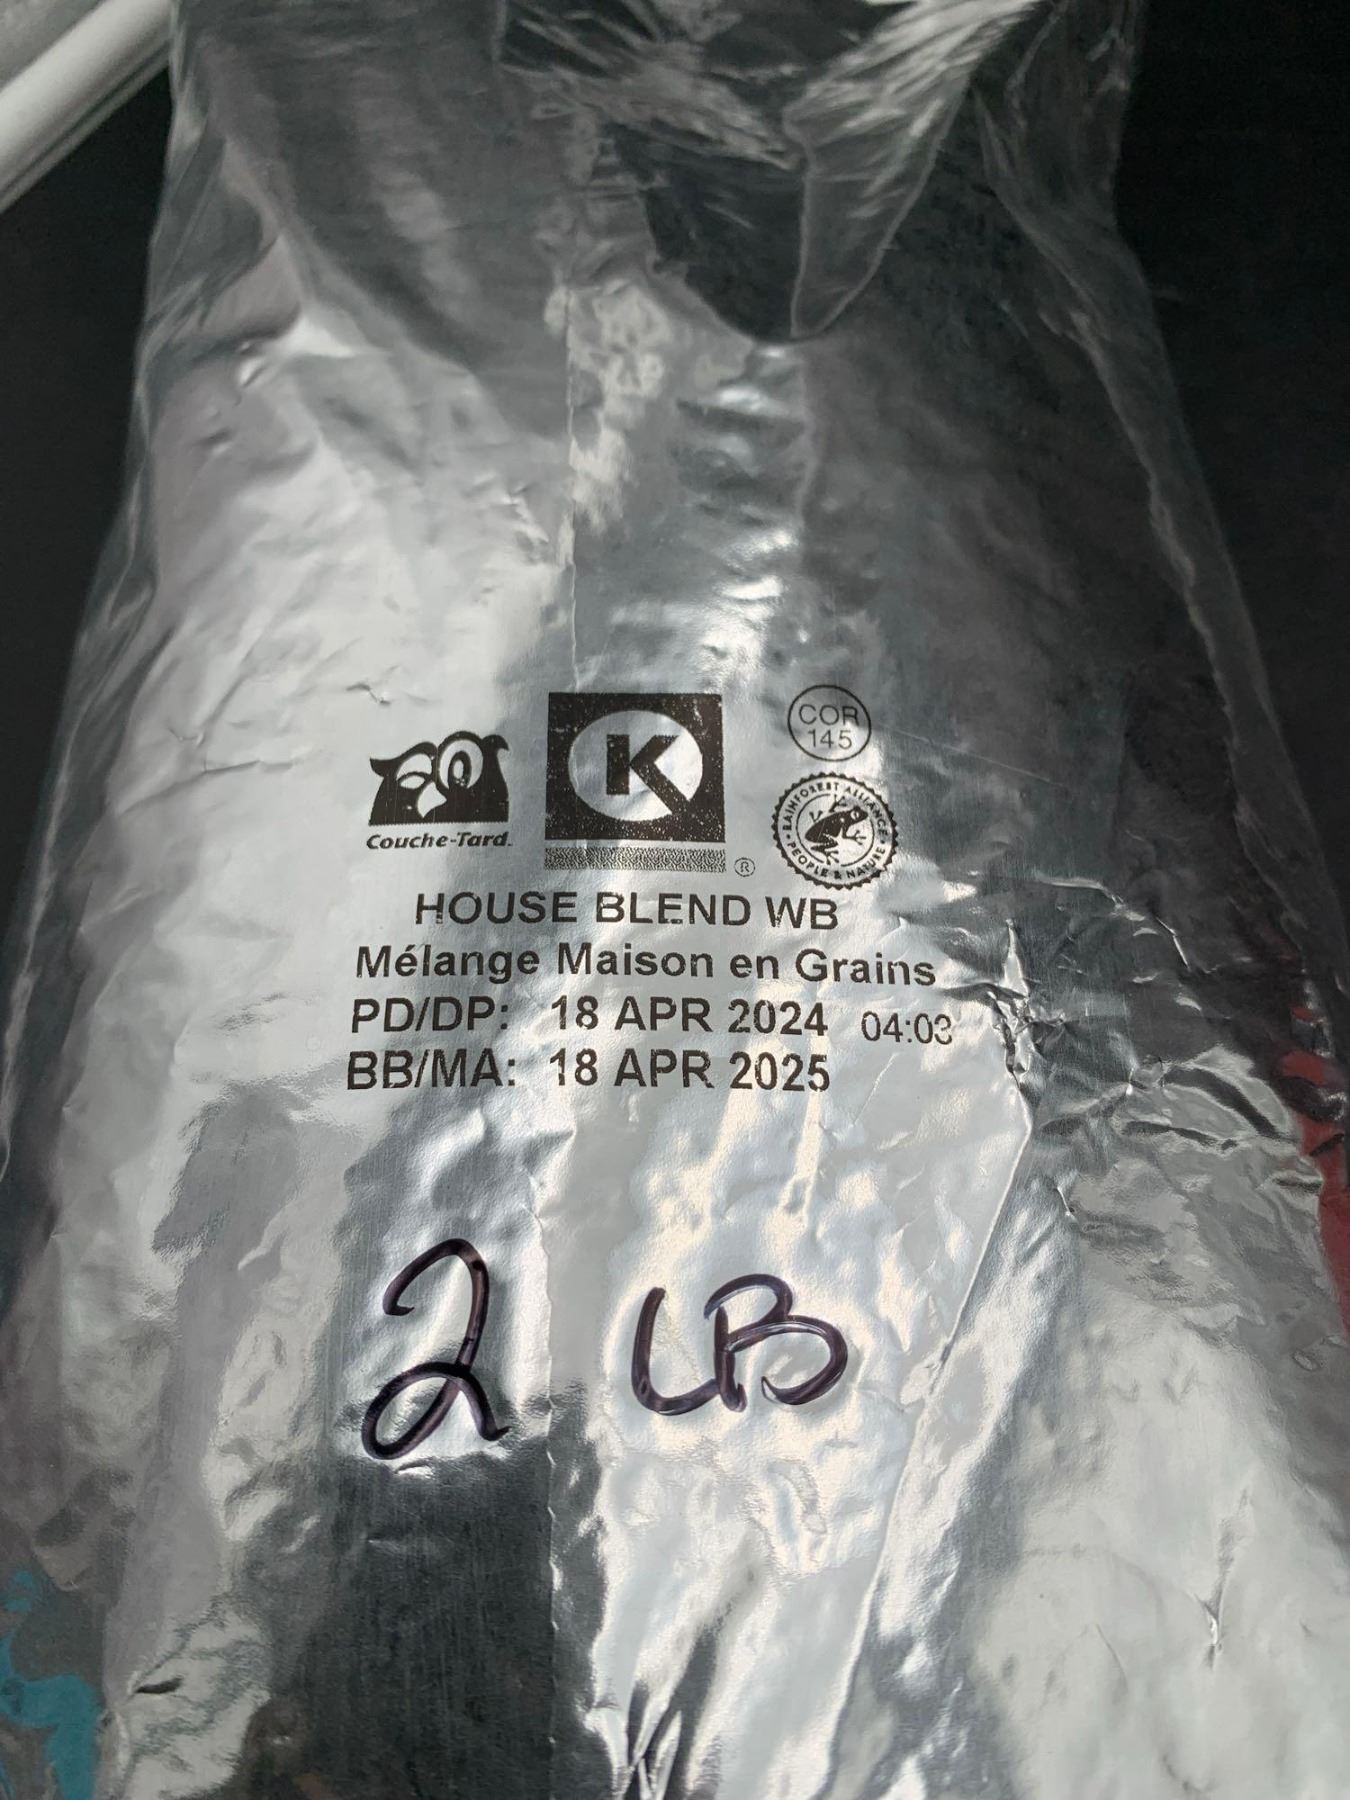 COR
145
K
Couche-Tard.
®
RAINFOREST ALLIANCE
• PEOPLE & NATURE •
HOUSE BLEND WB
Mélange Maison en Grains
PD/DP: 18 APR 2024 04:03
BB/MA: 18 APR 2025
2 LB